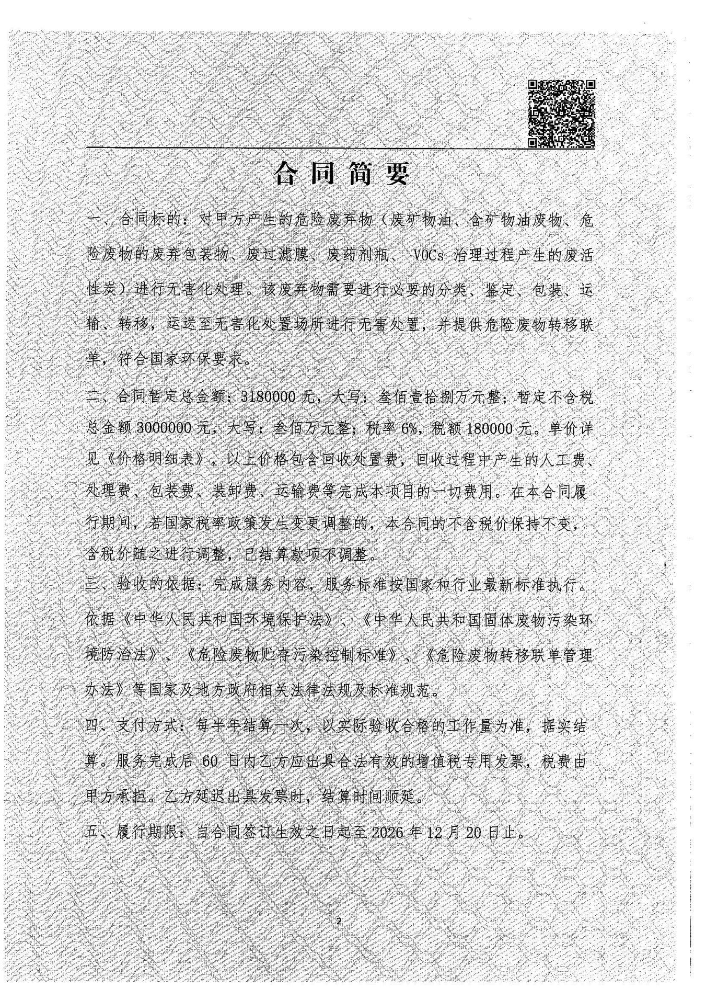 合同简要
一、合同标的：对甲方产生的危险废弃物（废矿物油、含矿物油废物、危
险废物的废弃包装物、废过滤膜、废药剂瓶、VOCs 治理过程产生的废活
性炭）进行无害化处理。该废弃物需要进行必要的分类、鉴定、包装、运
输、转移，运送至无害化处置场所进行无害处置，并提供危险废物转移联
单，符合国家环保要求。
二、合同暂定总金额：3180000 元，大写：叁佰壹拾捌万元整；暂定不含税
总金额 3000000 元，大写：叁佰万元整；税率 6%，税额 180000 元。单价详
见《价格明细表》，以上价格包含回收处置费，回收过程中产生的人工费、
处理费、包装费、装卸费、运输费等完成本项目的一切费用。在本合同履
行期间，若国家税率政策发生变更调整的，本合同的不含税价保持不变，
含税价随之进行调整，已结算款项不调整。
三、验收的依据：完成服务内容，服务标准按国家和行业最新标准执行。
依据《中华人民共和国环境保护法》、《中华人民共和国固体废物污染环
境防治法》、《危险废物贮存污染控制标准》、《危险废物转移联单管理
办法》等国家及地方政府相关法律法规及标准规范。
四、支付方式：每半年结算一次，以实际验收合格的工作量为准，据实结
算。服务完成后 60 日内乙方应出具合法有效的增值税专用发票，税费由
甲方承担。乙方延迟出具发票时，结算时间顺延。
五、履行期限：自合同签订生效之日起至 2026 年 12 月 20 日止。
2